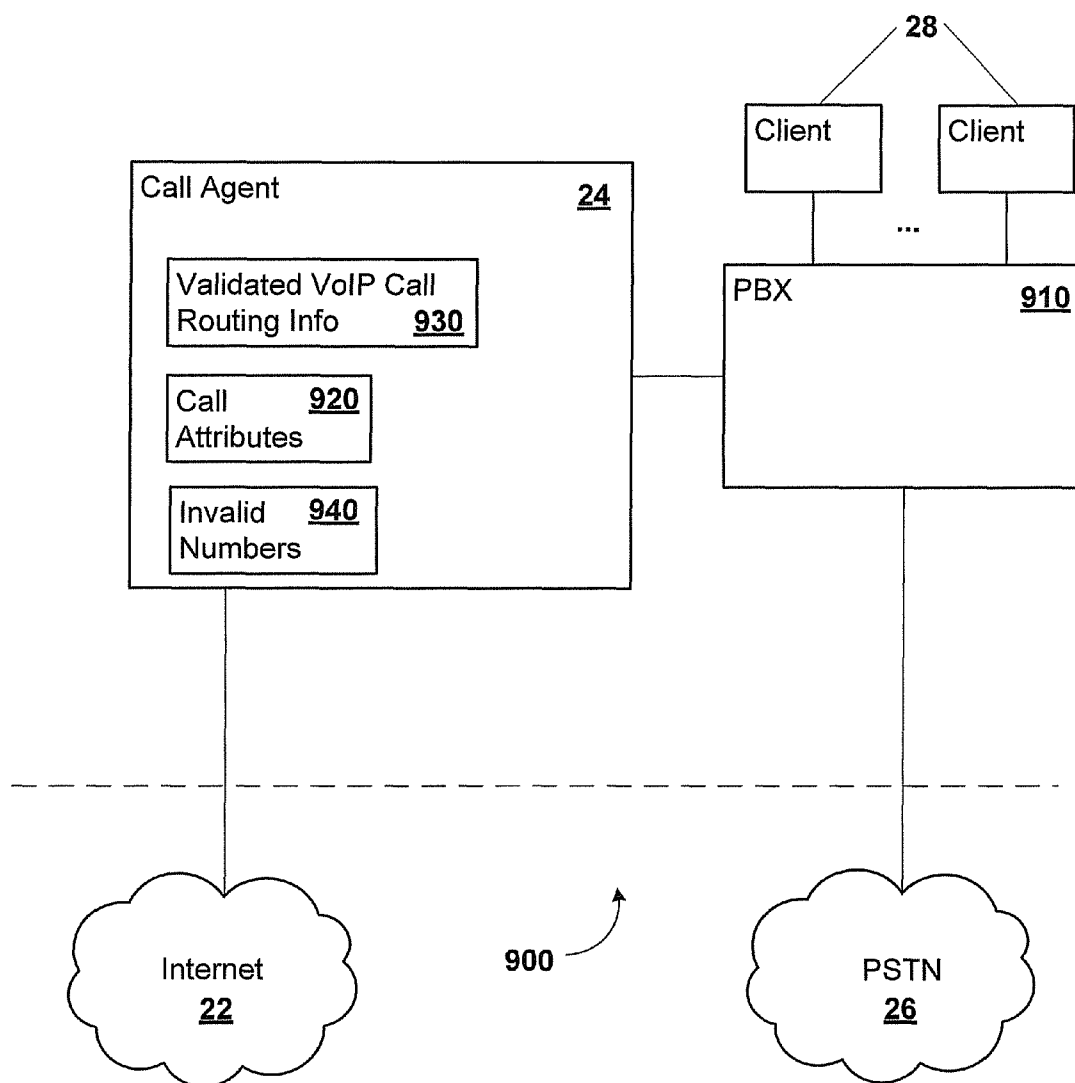 28
Client
Client
Call Agent 24
...
Validated VoIP Call
Routing Info 930
PBX 910
Call 920
Attributes
Invalid 940
Numbers
Internet
22
900
PSTN
26